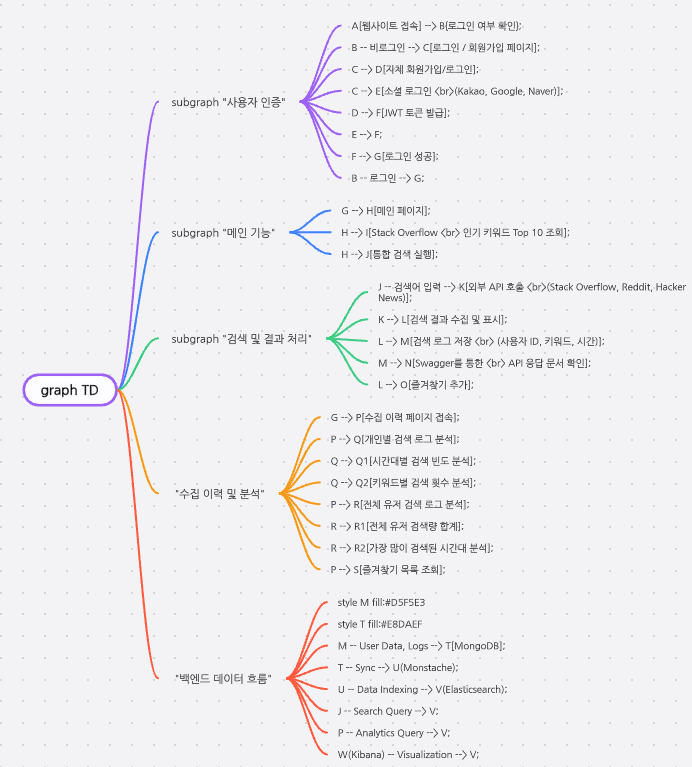 graph TD
subgraph "사용자 인증"
A[웹사이트 접속] --> B{로그인 여부 확인};
B -- 비로그인 --> C[로그인 / 회원가입 페이지];
C --> D[자체 회원가입/로그인];
C --> E[소셜 로그인 <br>(Kakao, Google, Naver)];
D --> F[JWT 토큰 발급];
E --> F;
F --> G[로그인 성공];
B -- 로그인 --> G;
subgraph "메인 기능"
G --> H[메인 페이지];
H --> I[Stack Overflow <br> 인기 키워드 Top 10 조회];
H --> J[통합 검색 실행];
subgraph "검색 및 결과 처리"
J -- 검색어 입력 --> K[외부 API 호출 <br>(Stack Overflow, Reddit, Hacker
News)];
K --> L[검색 결과 수집 및 표시];
L --> M[검색 로그 저장 <br> (사용자 ID, 키워드, 시간)];
M --> N[Swagger를 통한 <br> API 응답 문서 확인];
L --> O[즐겨찾기 추가];
"수집 이력 및 분석"
G --> P[수집 이력 페이지 접속];
P --> Q[개인별 검색 로그 분석];
Q --> Q1[시간대별 검색 빈도 분석];
Q --> Q2[키워드별 검색 횟수 분석];
P --> R[전체 유저 검색 로그 분석];
R --> R1[전체 유저 검색량 합계];
R --> R2[가장 많이 검색된 시간대 분석];
P --> S[즐겨찾기 목록 조회];
"백엔드 데이터 흐름"
style M fill:#D5F5E3
style T fill:#E8DAEF
M -- User Data, Logs --> T[MongoDB];
T -- Sync --> U(Monstache);
U -- Data Indexing --> V(Elasticsearch);
J -- Search Query --> V;
P -- Analytics Query --> V;
W(Kibana) -- Visualization --> V;